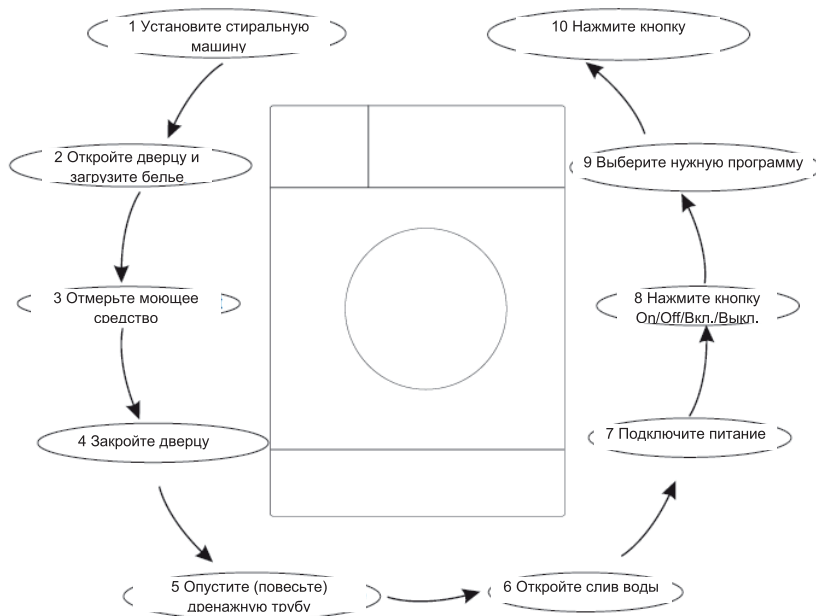 1 Установите стиральную
машину
2 Откройте дверцу и
загрузите белье
3 Отмерьте моющее
средство
4 Закройте дверцу
5 Опустите (повесьте)
дренажную трубу
6 Откройте слив воды
7 Подключите питание
8 Нажмите кнопку
On/Off/Вкл./Выкл.
9 Выберите нужную программу
10 Нажмите кнопку